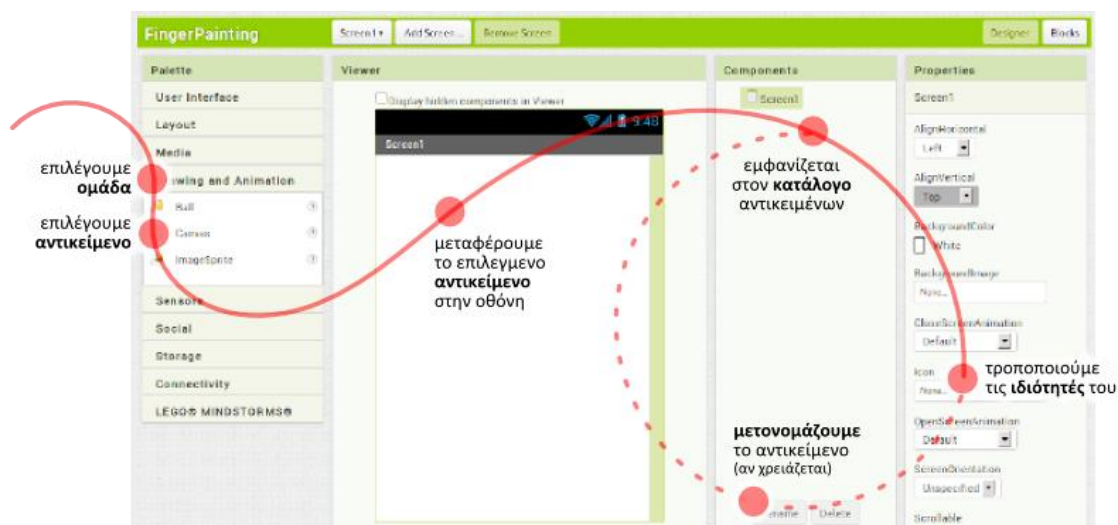 FingerPainting
Screen1 Add Screen ... Remove Screen
Designer Blocks
Palette
User Interface
Layout
Media
wing and Animation
Ball
Canvas
ImageSprite
Sensors
Social
Storage
Connectivity
LEGO® MINDSTORMS®
επιλέγουμε
ομάδα
επιλέγουμε
αντικείμενο
Viewer
Display hidden components in Viewer
9:48
Screen1
μεταφέρουμε
το επιλεγμενο
αντικείμενο
στην οθόνη
Components
Screen1
εμφανίζεται
στον κατάλογο
αντικειμένων
μετονομάζουμε
το αντικείμενο
(αν χρειάζεται)
ename Delete
Properties
Screen1
AlignHorizontal
Left
AlignVertical
Top
BackgroundColor
White
BackgroundImage
None...
CloseScreenAnimation
Default
Icon
None...
τροποποιούμε
τις ιδιότητές του
OpenScreenAnimation
Default
ScreenOrientation
Unspecified
Scrollable